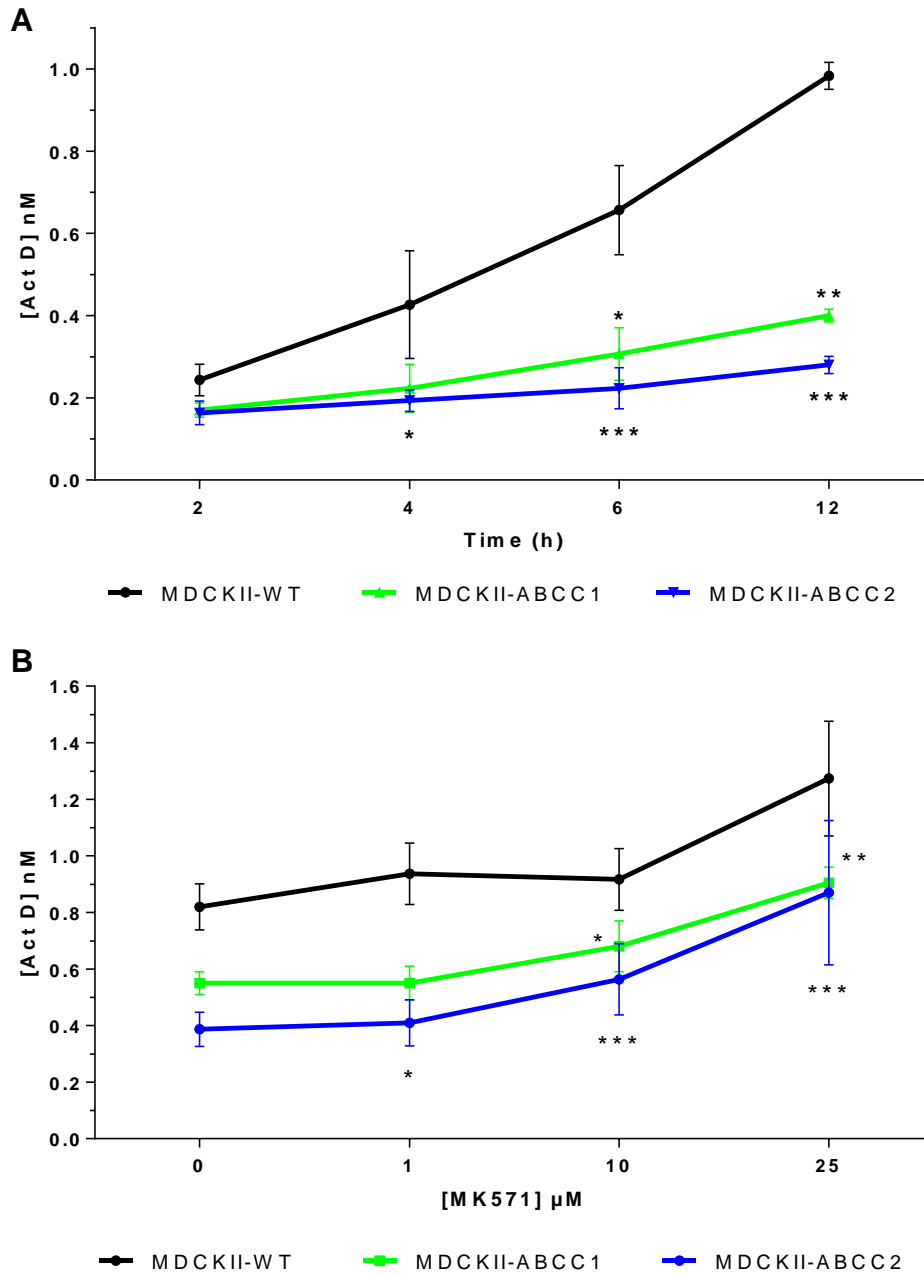 A
[Act D] nM
1.0
0.8
0.6
0.4
0.2
0.0
*
**
*
***
***
2 4 6 12
Time (h)
MDCKII-WT MDCKII-ABCC1 MDCKII-ABCC2
B
[Act D] nM
1.6
1.4
1.2
1.0
0.8
0.6
0.4
0.2
0.0
**
*
***
***
*
0 1 10 25
[MK571] µM
MDCKII-WT MDCKII-ABCC1 MDCKII-ABCC2